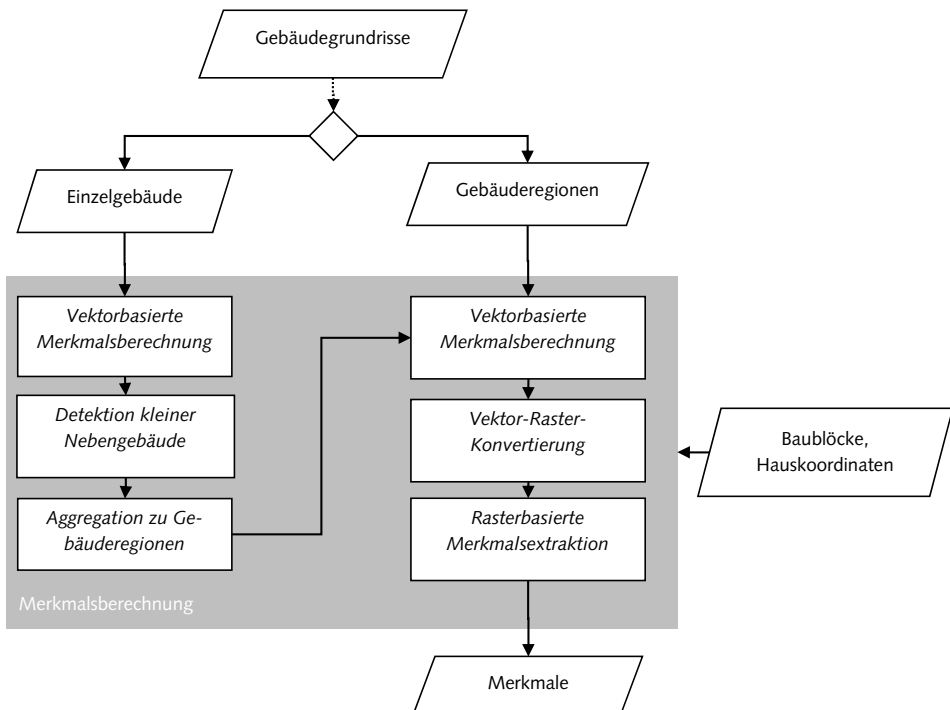 Gebäudegrundrisse
Einzelgebäude
Gebäuderegionen
Vektorbasierte
Merkmalsberechnung
Detektion kleiner
Nebengebäude
Aggregation zu Ge-
bäuderegionen
Vektorbasierte
Merkmalsberechnung
Vektor-Raster-
Konvertierung
Rasterbasierte
Merkmalsextraktion
Baublöcke,
Hauskoordinaten
Merkmalsberechnung
Merkmale